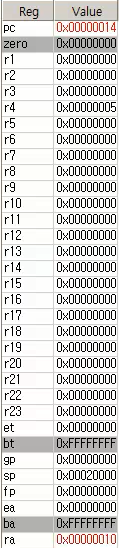 Reg Value
pc 0x00000014
zero 0x00000000
r1 0x00000000
r2 0x00000000
r3 0x00000000
r4 0x00000005
r5 0x00000000
r6 0x00000000
r7 0x00000000
r8 0x00000000
r9 0x00000000
r10 0x00000000
r11 0x00000000
r12 0x00000000
r13 0x00000000
r14 0x00000000
r15 0x00000000
r16 0x00000000
r17 0x00000000
r18 0x00000000
r19 0x00000000
r20 0x00000000
r21 0x00000000
r22 0x00000000
r23 0x00000000
et 0x00000000
bt 0xFFFFFFFF
gp 0x00000000
sp 0x00020000
fp 0x00000000
ea 0x00000000
ba 0xFFFFFFFF
ra 0x00000010